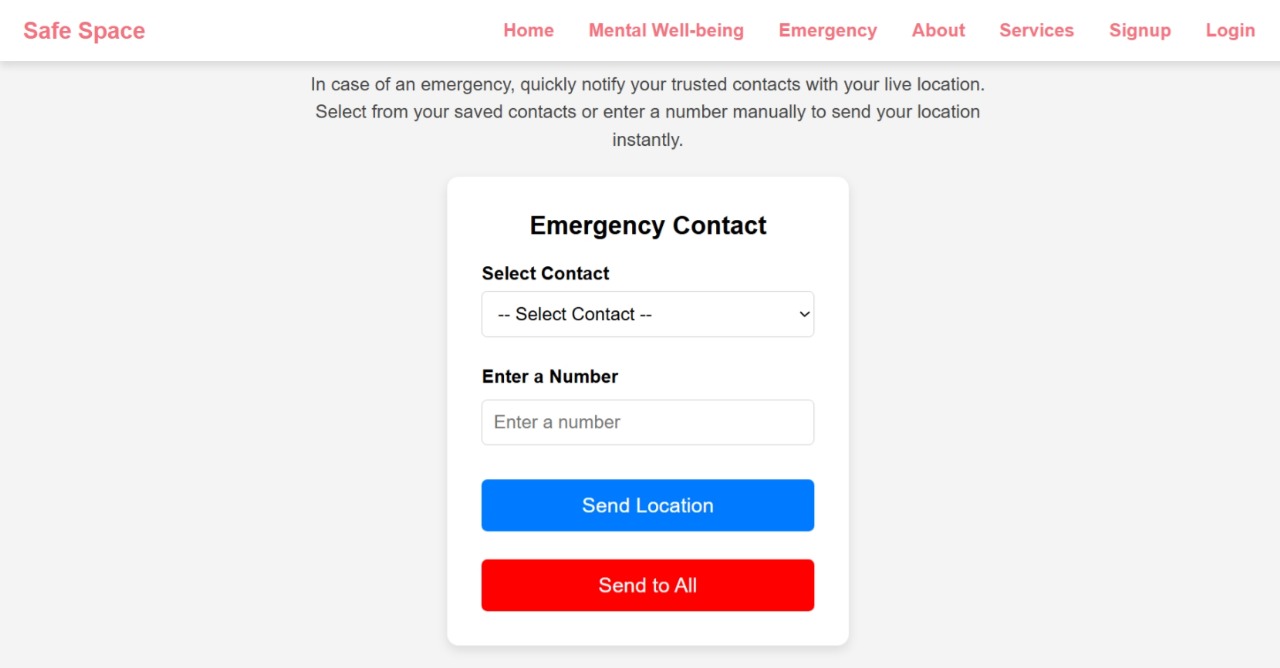 Safe Space
Home Mental Well-being Emergency About Services Signup Login
In case of an emergency, quickly notify your trusted contacts with your live location.
Select from your saved contacts or enter a number manually to send your location
instantly.
Emergency Contact
Select Contact
-- Select Contact --
Enter a Number
Enter a number
Send Location
Send to All